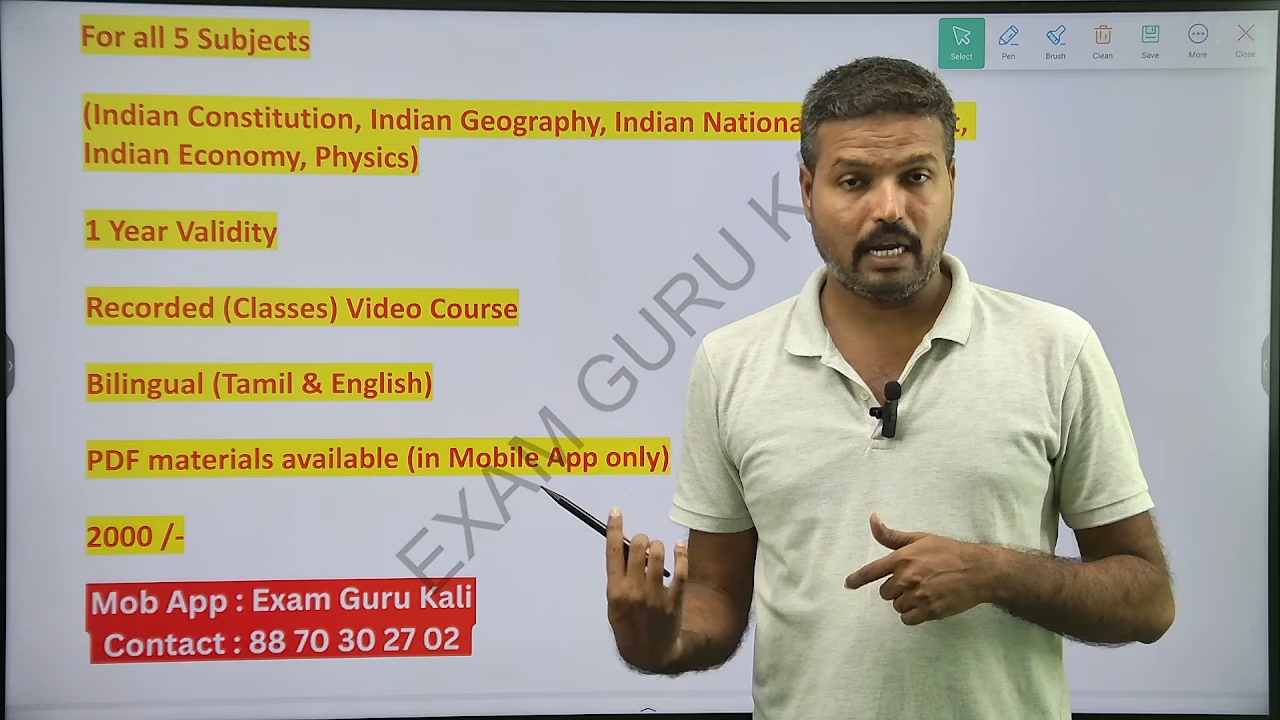 For all 5 Subjects
(Indian Constitution, Indian Geography, Indian
Indian Economy, Physics)
1 Year Validity
Recorded (Classes) Video Course
Bilingual (Tamil & English)
PDF materials available (in Mobile App only)
2000 /-
Mob App : Exam Guru Kali
Contact : 88 70 30 27 02
EXAM GURU K
Select
Pen
Brush
Clean
Save
More
Close